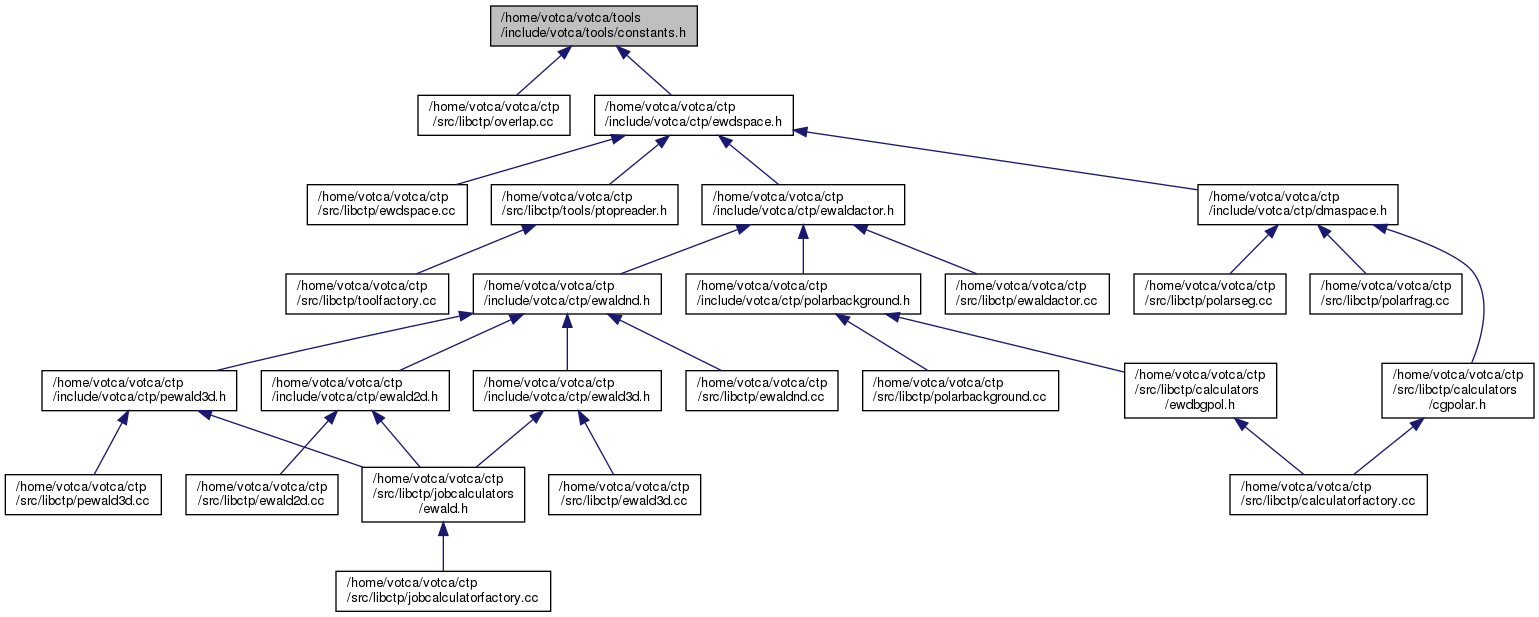 /home/votca/votca/tools
/include/votca/tools/constants.h
/home/votca/votca/ctp
/src/libctp/overlap.cc
/home/votca/votca/ctp
/include/votca/ctp/ewdspace.h
/home/votca/votca/ctp
/src/libctp/ewdspace.cc
/home/votca/votca/ctp
/src/libctp/tools/ptopreader.h
/home/votca/votca/ctp
/include/votca/ctp/ewaldactor.h
/home/votca/votca/ctp
/include/votca/ctp/dmaspace.h
/home/votca/votca/ctp
/src/libctp/toolfactory.cc
/home/votca/votca/ctp
/include/votca/ctp/ewaldnd.h
/home/votca/votca/ctp
/include/votca/ctp/polarbackground.h
/home/votca/votca/ctp
/src/libctp/ewaldactor.cc
/home/votca/votca/ctp
/src/libctp/polarseg.cc
/home/votca/votca/ctp
/src/libctp/polarfrag.cc
/home/votca/votca/ctp
/include/votca/ctp/pewald3d.h
/home/votca/votca/ctp
/include/votca/ctp/ewald2d.h
/home/votca/votca/ctp
/include/votca/ctp/ewald3d.h
/home/votca/votca/ctp
/src/libctp/ewaldnd.cc
/home/votca/votca/ctp
/src/libctp/polarbackground.cc
/home/votca/votca/ctp
/src/libctp/calculators
/ewdbgpol.h
/home/votca/votca/ctp
/src/libctp/calculators
/cgpolar.h
/home/votca/votca/ctp
/src/libctp/pewald3d.cc
/home/votca/votca/ctp
/src/libctp/ewald2d.cc
/home/votca/votca/ctp
/src/libctp/jobcalculators
/ewald.h
/home/votca/votca/ctp
/src/libctp/ewald3d.cc
/home/votca/votca/ctp
/src/libctp/calculatorfactory.cc
/home/votca/votca/ctp
/src/libctp/jobcalculatorfactory.cc